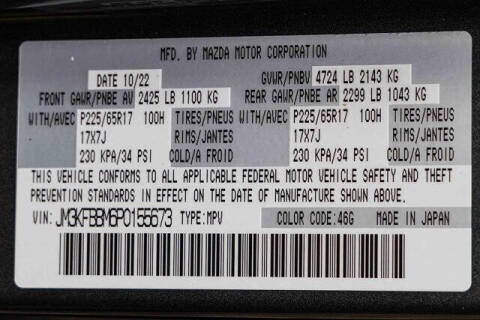 MFD. BY MAZDA MOTOR CORPORATION
DATE 10/22 GVWR/PNBV 4724 LB 2143 KG
FRONT GAWR/PNBE AV 2425 LB 1100 KG REAR GAWR/PNBE AR 2299 LB 1043 KG
WITH/AVEC P225/65R17 100H TIRES/PNEUS WITH/AVEC P225/65R17 100H TIRES/PNEUS
17X7J RIMS/JANTES 17X7J RIMS/JANTES
230 KPA/34 PSI COLD/A FROID 230 KPA/34 PSI COLD/A FROID
THIS VEHICLE CONFORMS TO ALL APPLICABLE FEDERAL MOTOR VEHICLE SAFETY AND THEFT
PREVENTION STANDARDS IN EFFECT ON THE DATE OF MANUFACTURE SHOWN ABOVE.
VIN: JM3KFBBM6P0155673 TYPE:MPV COLOR CODE:46G MADE IN JAPAN